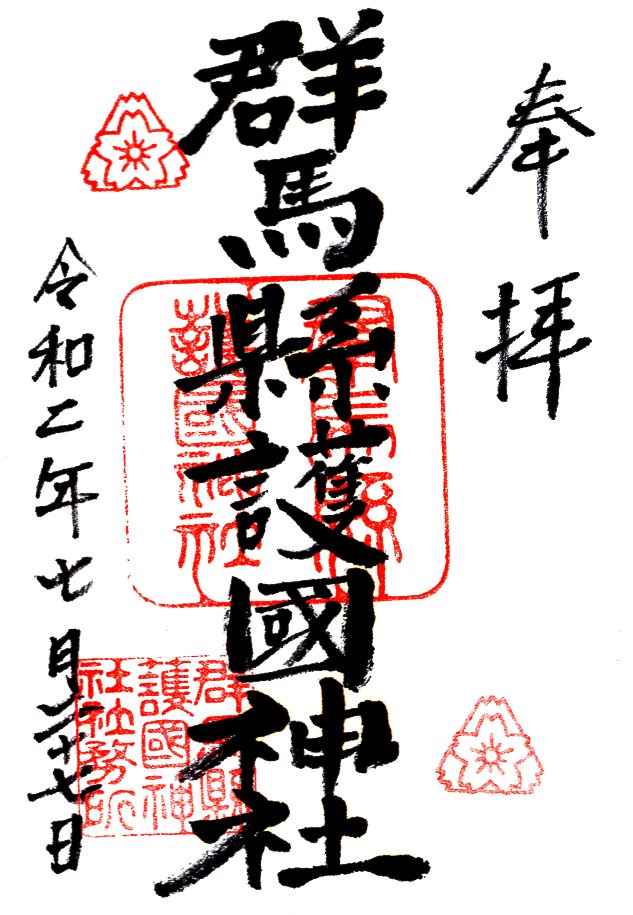 奉拝
群馬縣護國神社
令和二年七月二十七日
群馬縣
護國神社
群馬縣
護國神
社社務所